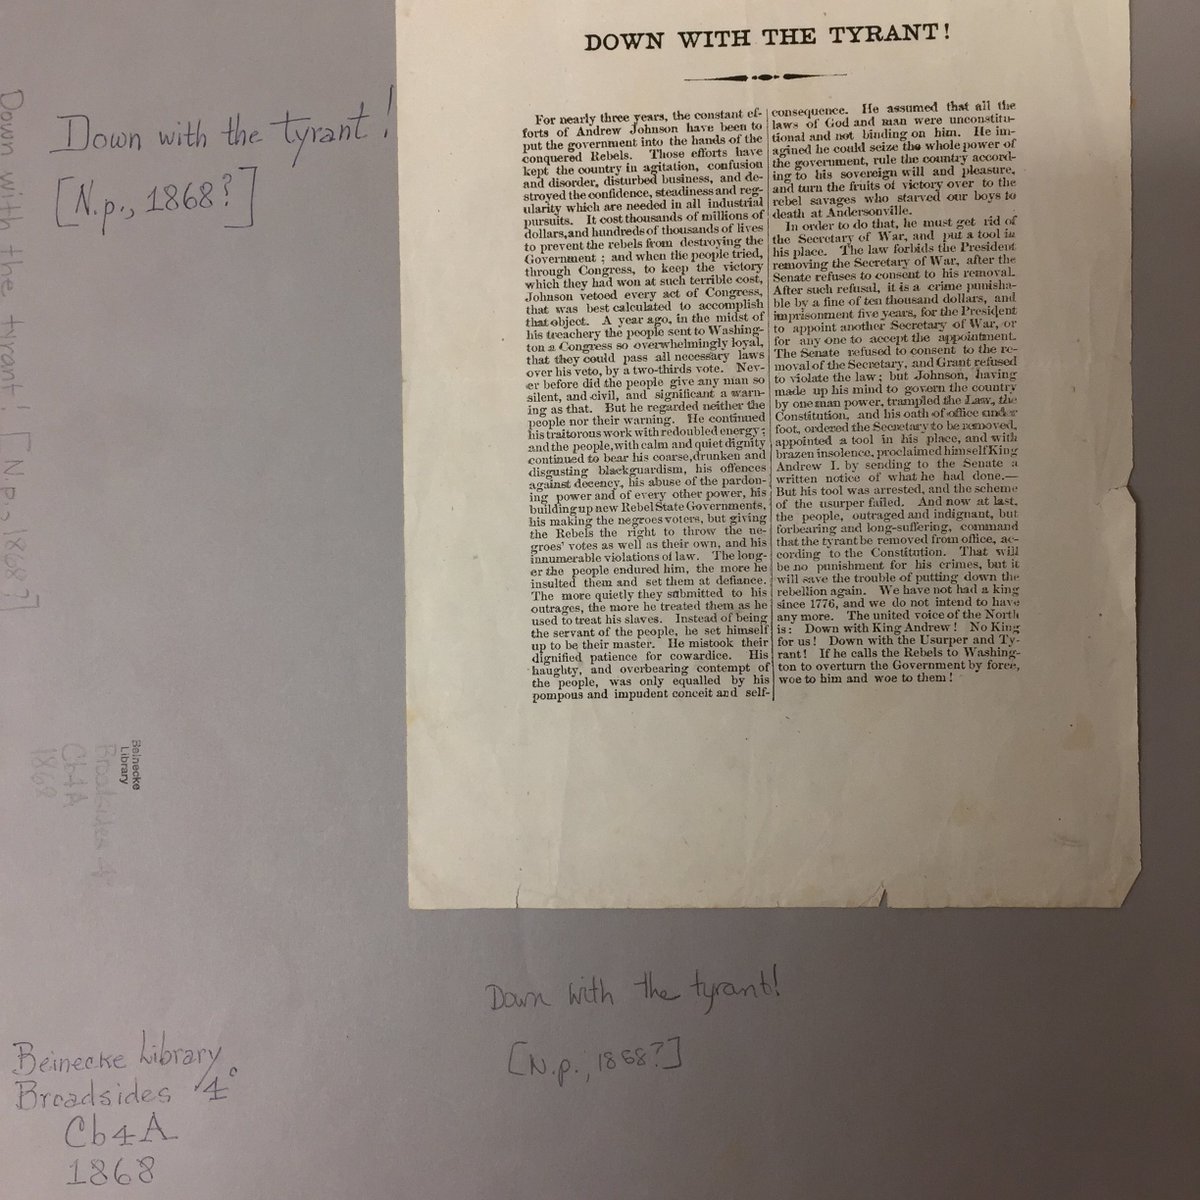 DOWN WITH THE TYRANT!
For nearly three years, the constant ef-
forts of Andrew Johnson have been to
put the government into the hands of the
conquered Rebels. Those efforts have
kept the country in agitation, confusion
and disorder, disturbed business, and de-
stroyed the confidence, steadiness and reg-
ularity which are needed in all industrial
pursuits. It cost thousands of millions of
dollars, and hundreds of thousands of lives
to prevent the rebels from destroying the
Government; and when the people tried,
through Congress, to keep the victory
which they had won at such terrible cost,
Johnson vetoed every act of Congress,
that was best calculated to accomplish
that object. A year ago, in the midst of
his treachery the people sent to Washing-
ton a Congress so overwhelmingly loyal,
that they could pass all necessary laws
over his veto, by a two-thirds vote. Nev-
er before did the people give any man so
silent, and civil, and significant a warn-
ing as that. But he regarded neither the
people nor their warning. He continued
his traitorous work with redoubled energy;
and the people, with calm and quiet dignity
continued to bear his coarse, drunken and
disgusting blackguardism, his offences
against decency, his abuse of the pardon-
ing power and of every other power, his
building up new Rebel State Governments,
his making the negroes voters, but giving
the Rebels the right to throw the ne-
groes' votes as well as their own, and his
innumerable violations of law. The long-
er the people endured him, the more he
insulted them and set them at defiance.
The more quietly they submitted to his
outrages, the more he treated them as he
used to treat his slaves. Instead of being
the servant of the people, he set himself
up to be their master. He mistook their
dignified patience for cowardice. His
haughty, and overbearing contempt of
the people, was only equalled by his
pompous and impudent conceit and self-
consequence. He assumed that all the
laws of God and man were unconstitu-
tional and not binding on him. He im-
agined he could seize the whole power of
the government, rule the country accord-
ing to his sovereign will and pleasure,
and turn the fruits of victory over to the
rebel savages who starved our boys to
death at Andersonville.
In order to do that, he must get rid of
the Secretary of War, and put a tool in
his place. The law forbids the President
removing the Secretary of War, after the
Senate refuses to consent to his removal.
After such refusal, it is a crime punisha-
ble by a fine of ten thousand dollars, and
imprisonment five years, for the President
to appoint another Secretary of War, or
for any one to accept the appointment.
The Senate refused to consent to the re-
moval of the Secretary, and Grant refused
to violate the law; but Johnson, having
made up his mind to govern the country
by one man power, trampled the Law, the
Constitution, and his oath of office under
foot, ordered the Secretary to be removed,
appointed a tool in his place, and with
brazen insolence, proclaimed himself King
Andrew I. by sending to the Senate a
written notice of what he had done.—
But his tool was arrested, and the scheme
of the usurper failed. And now at last,
the people, outraged and indignant, but
forbearing and long-suffering, command
that the tyrant be removed from office, ac-
cording to the Constitution. That will
be no punishment for his crimes, but it
will save the trouble of putting down the
rebellion again. We have not had a king
since 1776, and we do not intend to have
any more. The united voice of the North
is: Down with King Andrew! No King
for us! Down with the Usurper and Ty-
rant! If he calls the Rebels to Washing-
ton to overturn the Government by force,
woe to him and woe to them!
Down with the tyrant!
[N.p., 1868?]
Down with the tyrant! [N.p., 1868?]
Beinecke
Library
Broadsides 4°
Cb4A
1868
Down with the tyrant!
[N.p., 1868?]
Beinecke Library
Broadsides 4°
Cb4A
1868